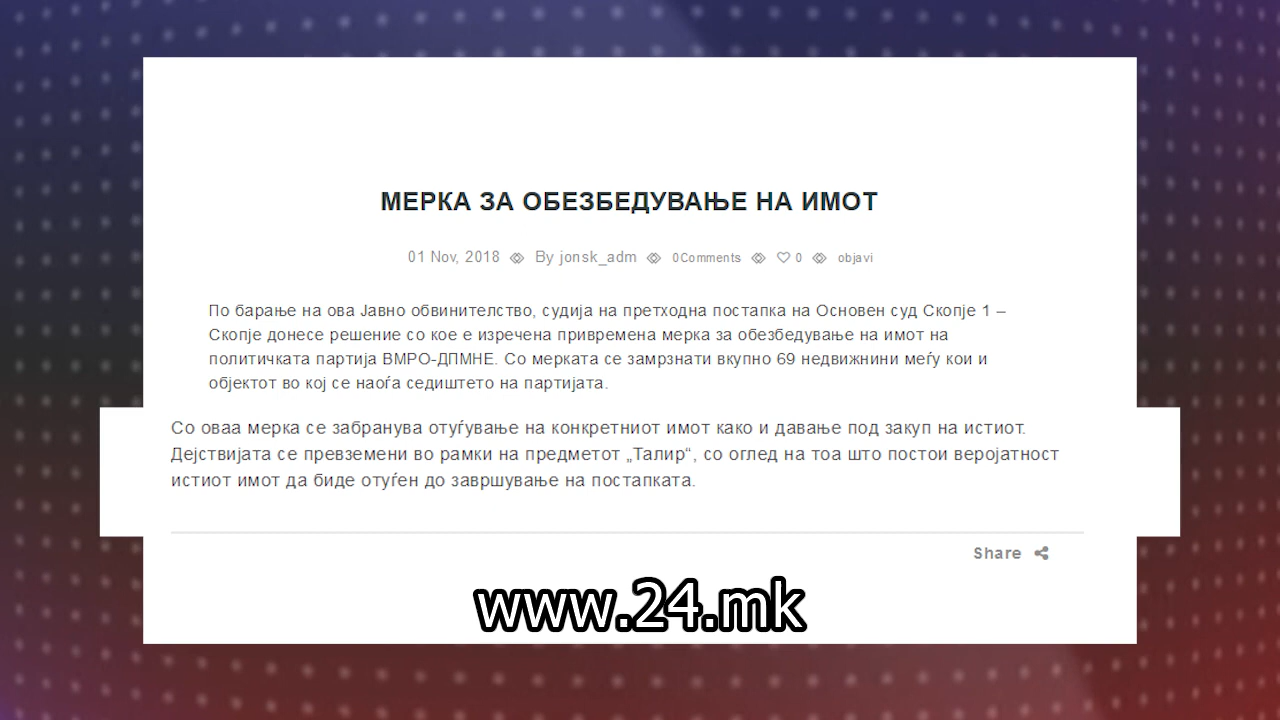 МЕРКА ЗА ОБЕЗБЕДУВАЊЕ НА ИМОТ
01 Nov, 2018 By jonsk_adm 0Comments 0 objavi
По барање на ова Јавно обвинителство, судија на претходна постапка на Основен суд Скопје 1 –
Скопје донесе решение со кое е изречена привремена мерка за обезбедување на имот на
политичката партија ВМРО-ДПМНЕ. Со мерката се замрзнати вкупно 69 недвижнини меѓу кои и
објектот во кој се наоѓа седиштето на партијата.
Со оваа мерка се забранува отуѓување на конкретниот имот како и давање под закуп на истиот.
Дејствијата се превземени во рамки на предметот „Талир“, со оглед на тоа што постои веројатност
истиот имот да биде отуѓен до завршување на постапката.
Share
www.24.mk